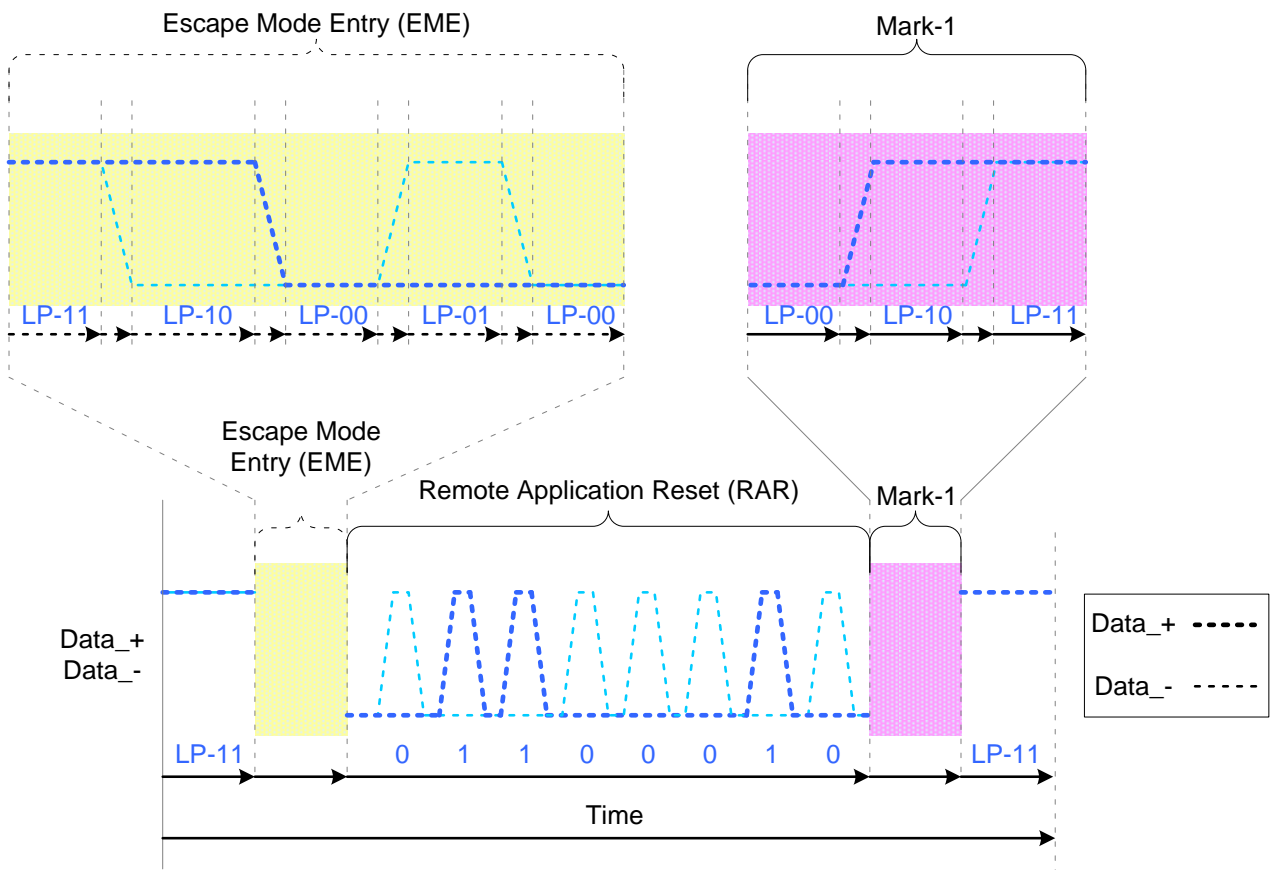 Escape Mode Entry (EME)
Mark-1
LP-11 LP-10 LP-00 LP-01 LP-00
LP-00 LP-10 LP-11
Escape Mode
Entry (EME)
Remote Application Reset (RAR)
Mark-1
Data_+
Data_-
LP-11 0 1 1 0 0 0 1 0 LP-11
Time
Data_+
Data_-